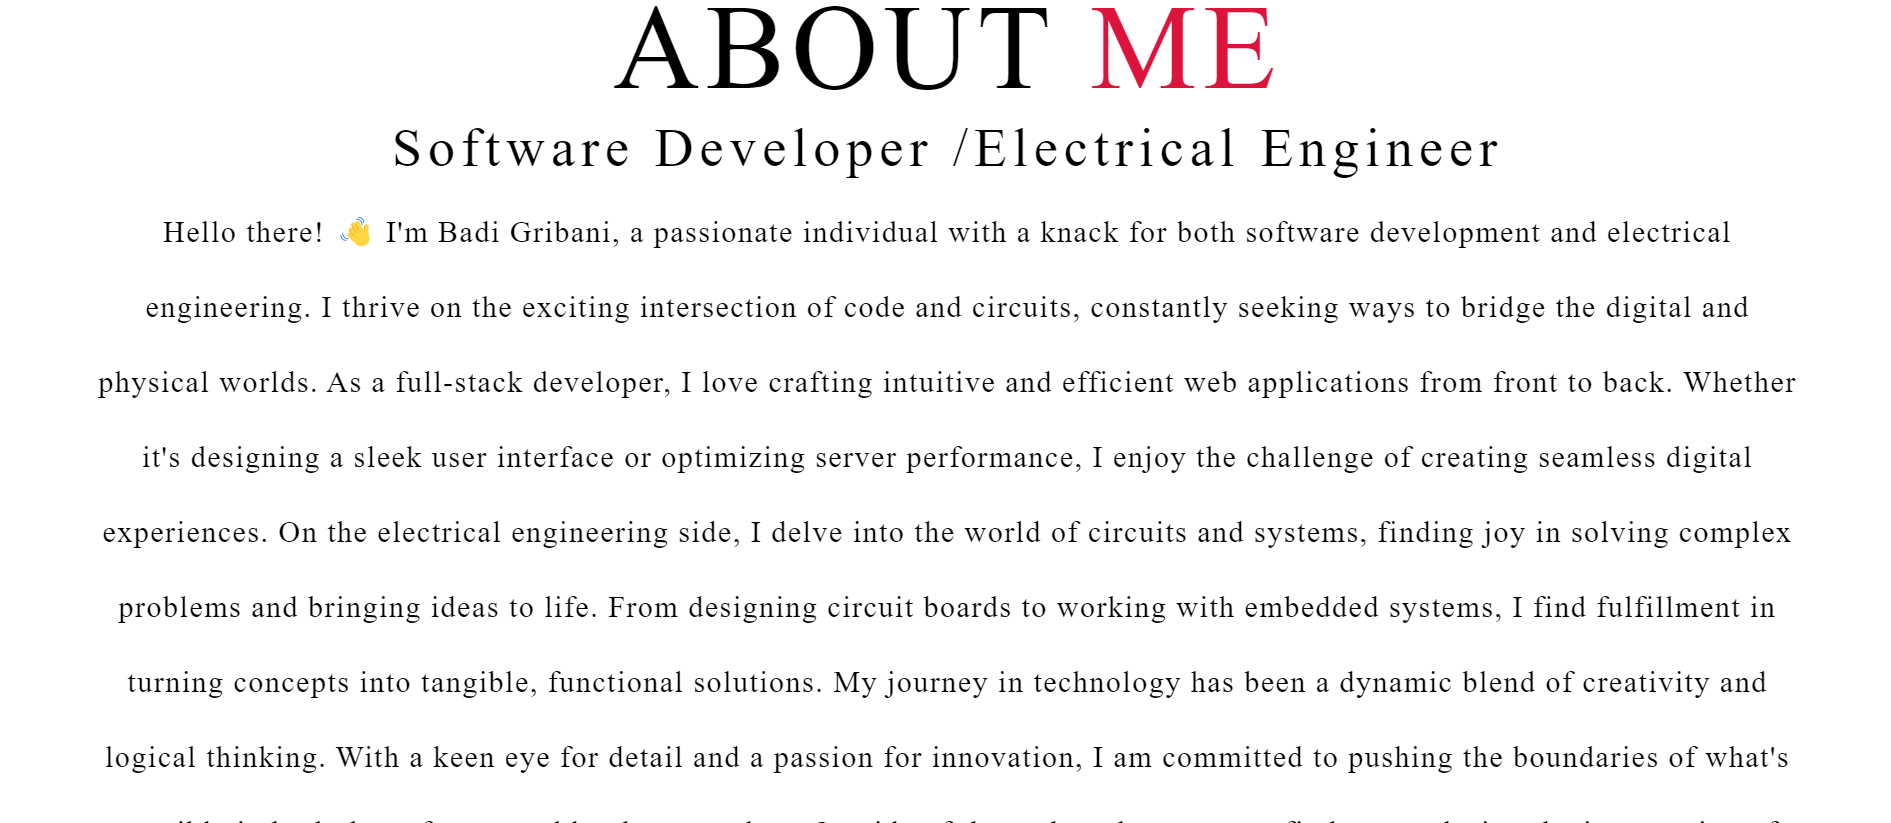 ABOUT ME
Software Developer /Electrical Engineer
Hello there! 👋 I'm Badi Gribani, a passionate individual with a knack for both software development and electrical
engineering. I thrive on the exciting intersection of code and circuits, constantly seeking ways to bridge the digital and
physical worlds. As a full-stack developer, I love crafting intuitive and efficient web applications from front to back. Whether
it's designing a sleek user interface or optimizing server performance, I enjoy the challenge of creating seamless digital
experiences. On the electrical engineering side, I delve into the world of circuits and systems, finding joy in solving complex
problems and bringing ideas to life. From designing circuit boards to working with embedded systems, I find fulfillment in
turning concepts into tangible, functional solutions. My journey in technology has been a dynamic blend of creativity and
logical thinking. With a keen eye for detail and a passion for innovation, I am committed to pushing the boundaries of what's